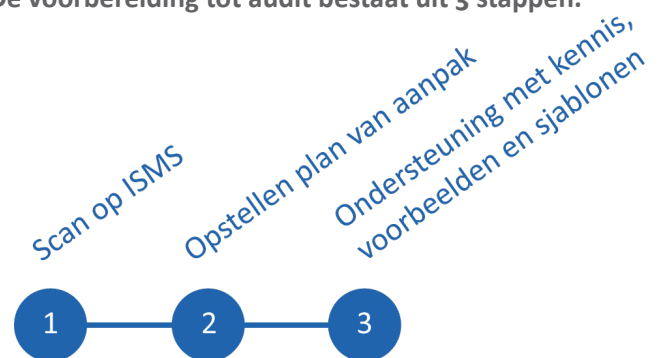 De voorbereiding tot audit bestaat uit 3 stappen.
Scan op ISMS
Opstellen plan van aanpak
Ondersteuning met kennis,
voorbeelden en sjablonen
1
2
3